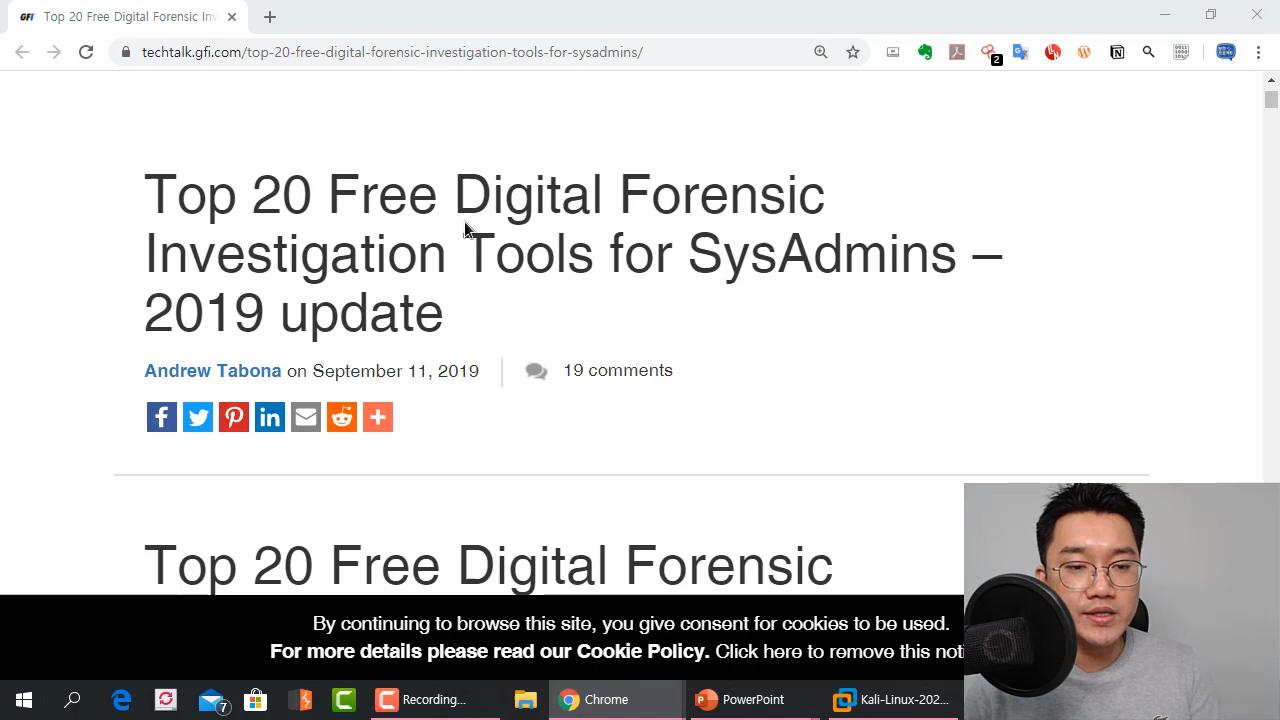 GFI Top 20 Free Digital Forensic Inv
techtalk.gfi.com/top-20-free-digital-forensic-investigation-tools-for-sysadmins/
2
Top 20 Free Digital Forensic
Investigation Tools for SysAdmins –
2019 update
Andrew Tabona on September 11, 2019
19 comments
Top 20 Free Digital Forensic
By continuing to browse this site, you give consent for cookies to be used.
For more details please read our Cookie Policy. Click here to remove this not
7
Recording...
Chrome
PowerPoint
Kali-Linux-202...